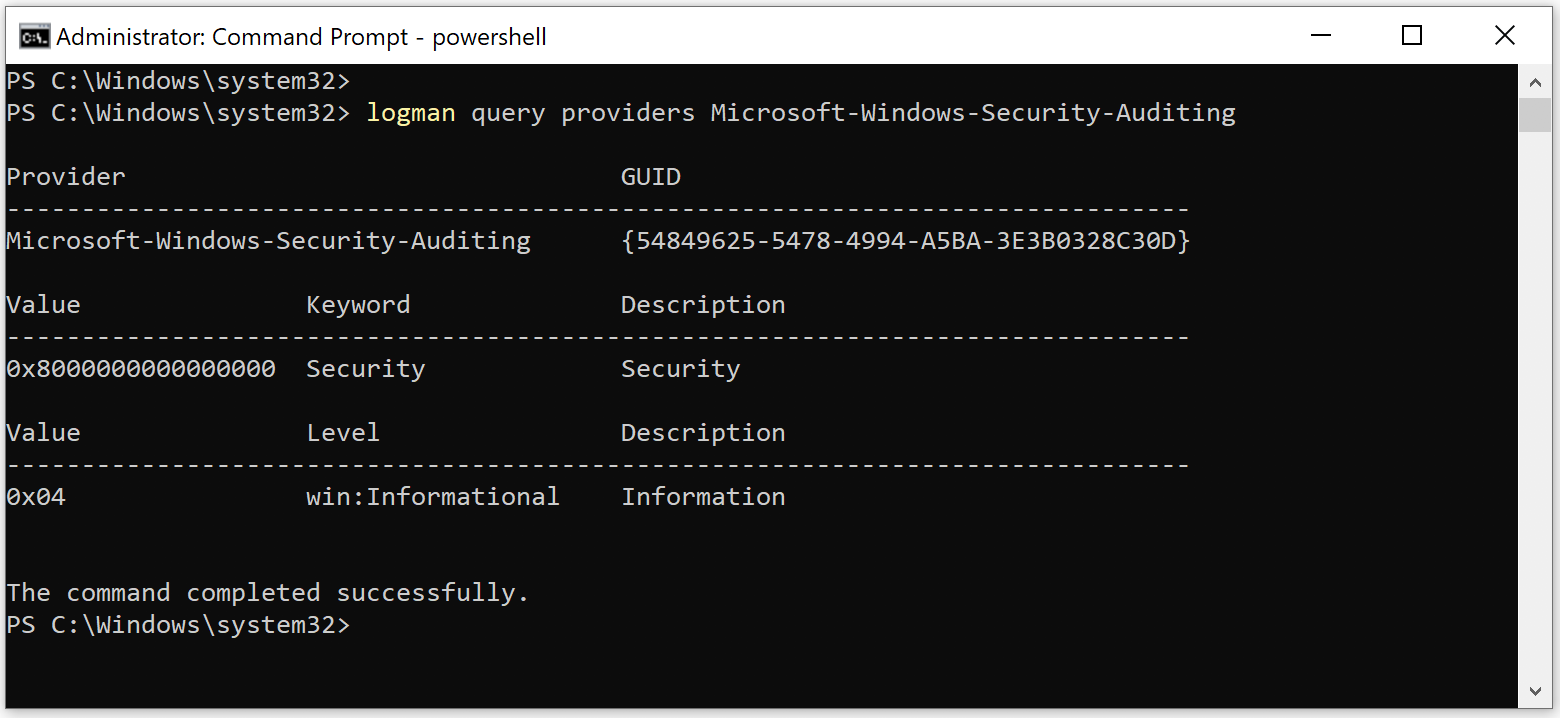 Administrator: Command Prompt - powershell
PS C:\Windows\system32>
PS C:\Windows\system32> logman query providers Microsoft-Windows-Security-Auditing
Provider                                 GUID
-------------------------------------------------------------------------------
Microsoft-Windows-Security-Auditing      {54849625-5478-4994-A5BA-3E3B0328C30D}
Value               Keyword              Description
-------------------------------------------------------------------------------
0x8000000000000000  Security             Security
Value               Level                Description
-------------------------------------------------------------------------------
0x04                win:Informational    Information
The command completed successfully.
PS C:\Windows\system32>